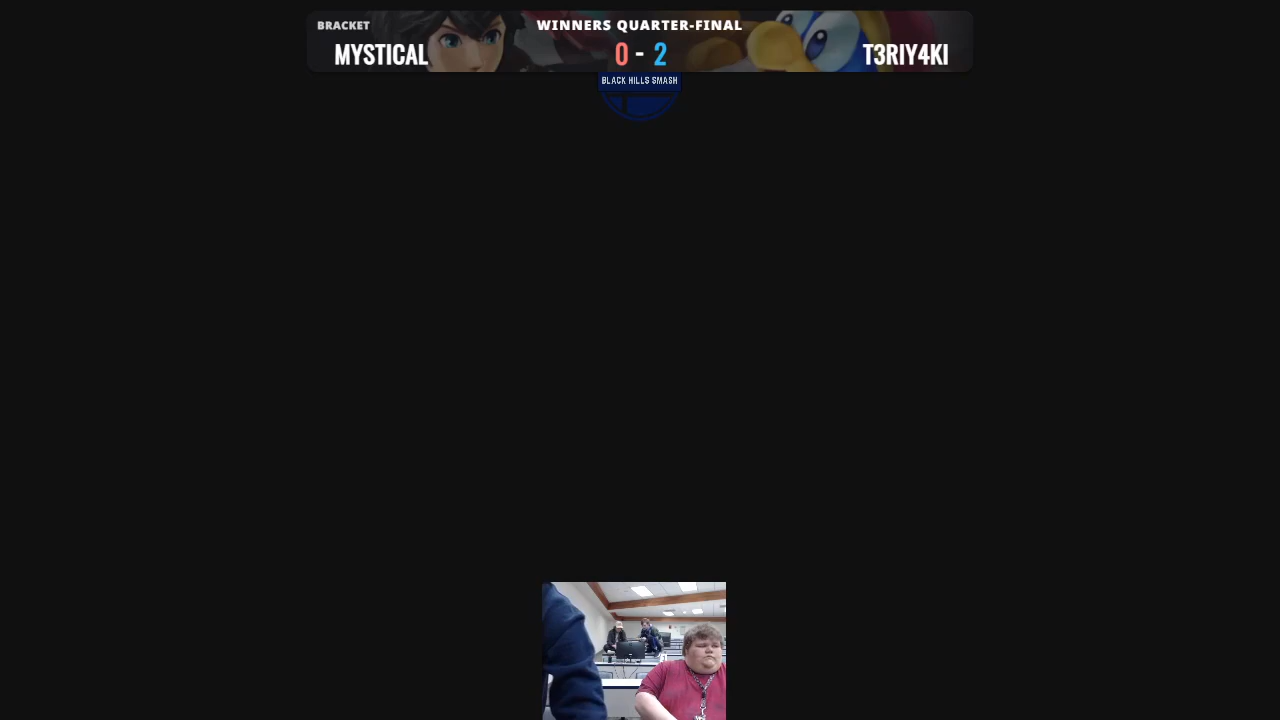 BRACKET
WINNERS QUARTER-FINAL
MYSTICAL
0 - 2
T3RIY4KI
BLACK HILLS SMASH